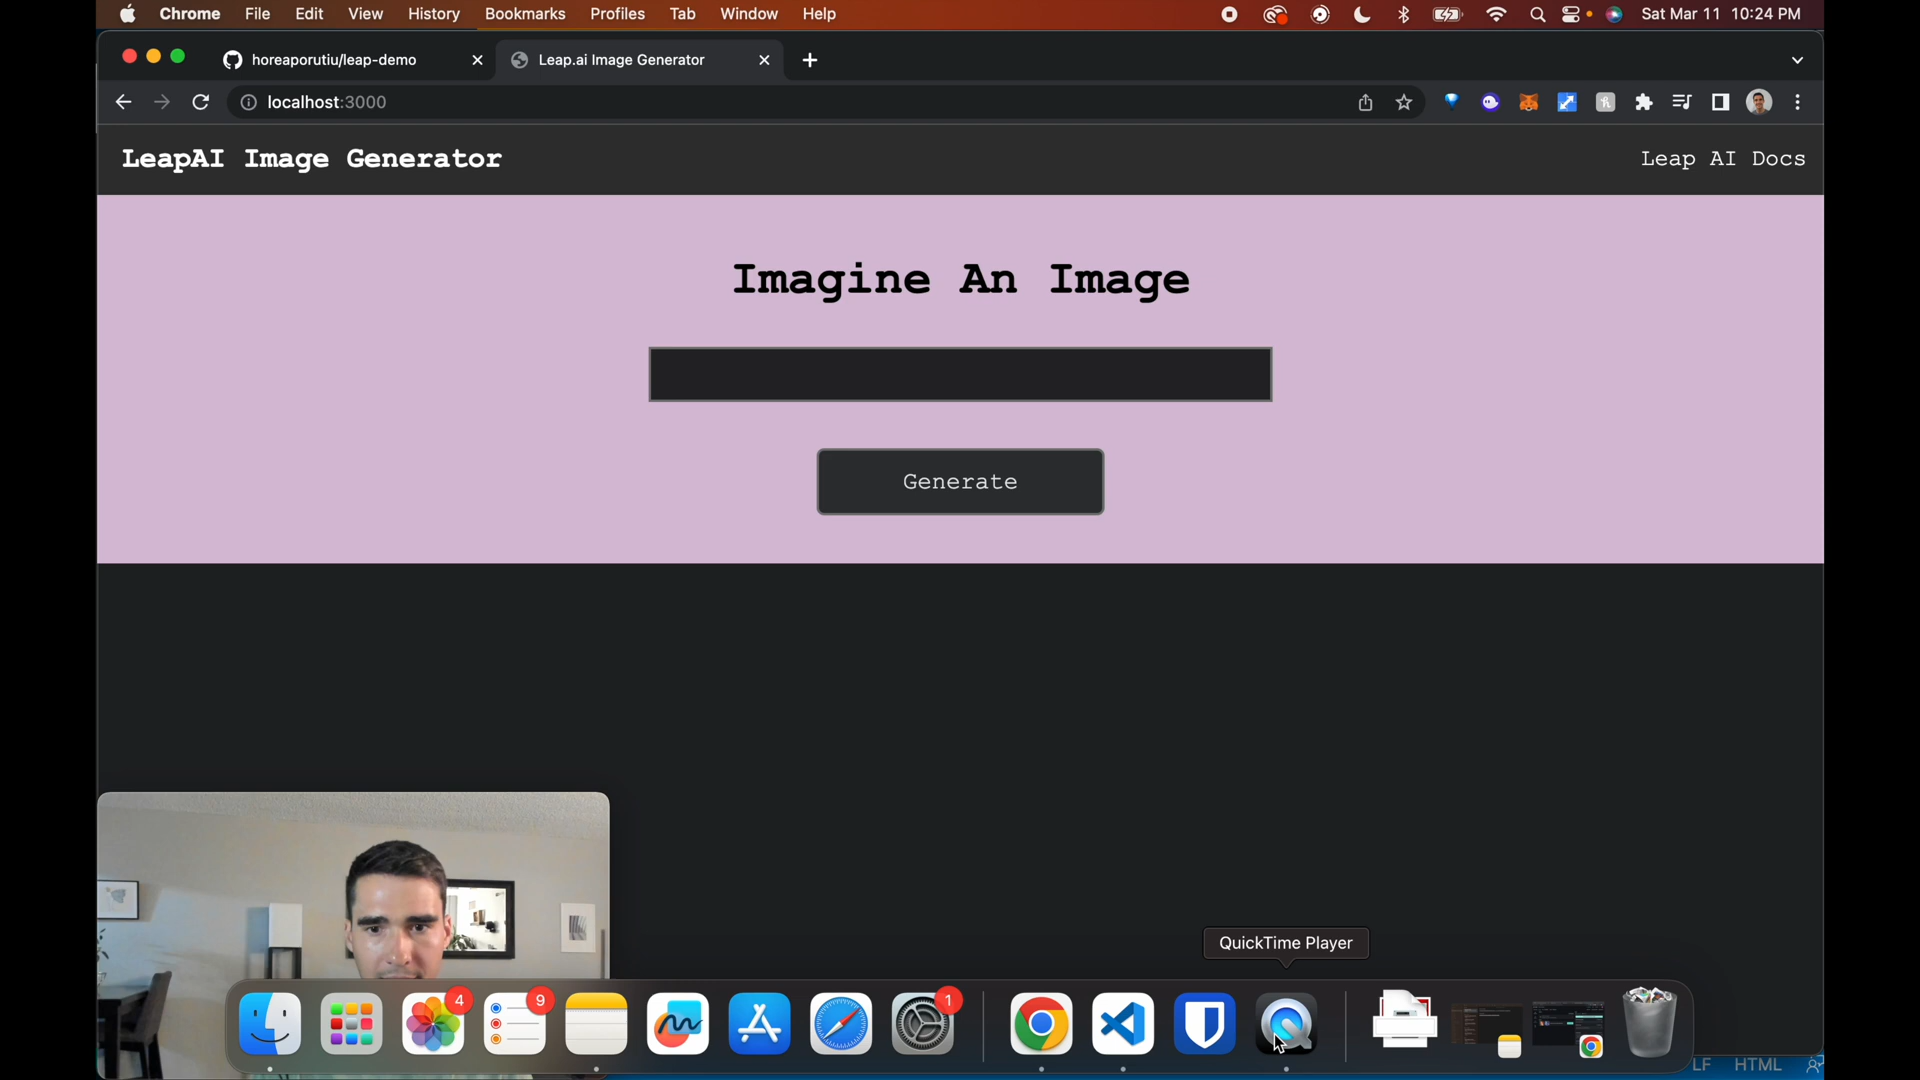 Chrome File Edit View History Bookmarks Profiles Tab Window Help Sat Mar 11 10:24 PM
horeaporutiu/leap-demo Leap.ai Image Generator
localhost:3000
LeapAI Image Generator Leap AI Docs
Imagine An Image
Generate
QuickTime Player
4 9 1
LF HTML